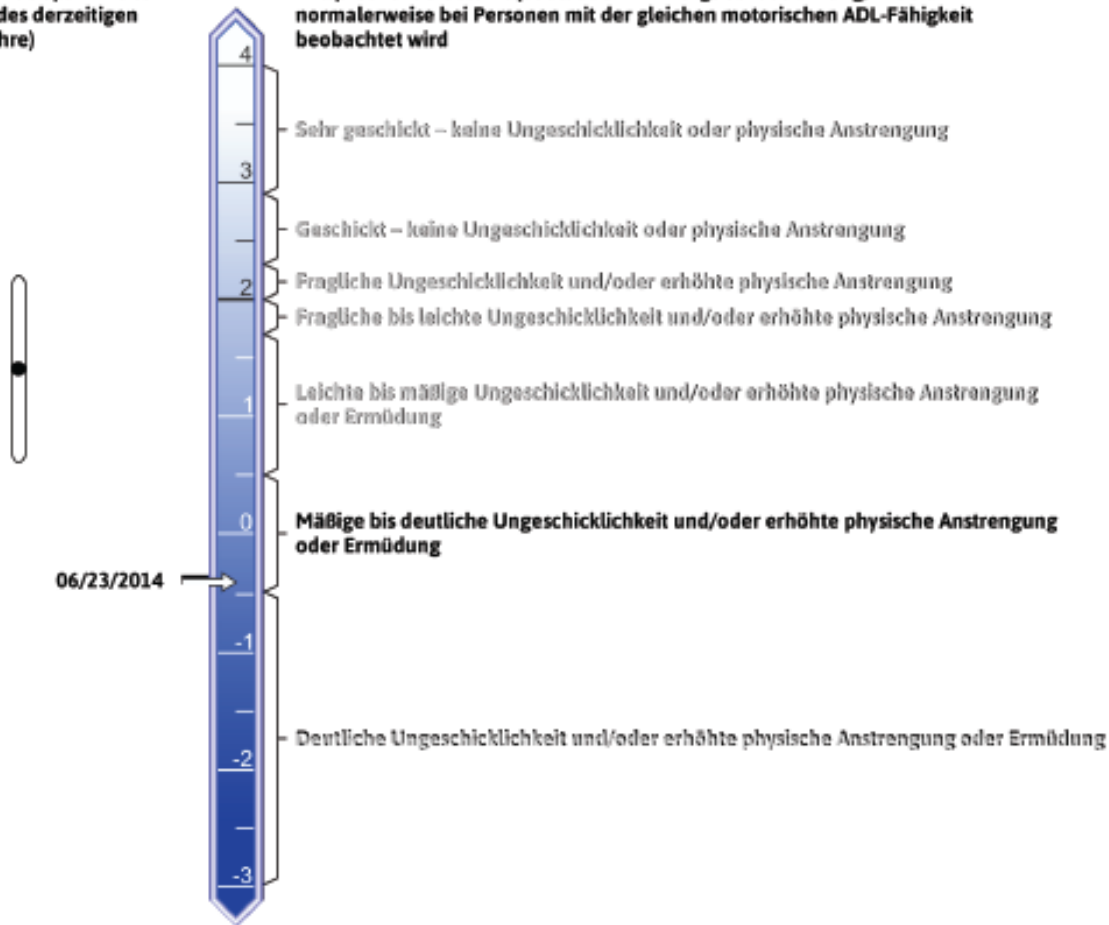 des derzeitigen
hre)
normalerweise bei Personen mit der gleichen motorischen ADL-Fähigkeit
beobachtet wird
4
Sehr geschickt – keine Ungeschicklichkeit oder physische Anstrengung
3
Geschickt – keine Ungeschicklichkeit oder physische Anstrengung
Fragliche Ungeschicklichkeit und/oder erhöhte physische Anstrengung
2
Fragliche bis leichte Ungeschicklichkeit und/oder erhöhte physische Anstrengung
Leichte bis mäßige Ungeschicklichkeit und/oder erhöhte physische Anstrengung
oder Ermüdung
1
0
Mäßige bis deutliche Ungeschicklichkeit und/oder erhöhte physische Anstrengung
oder Ermüdung
06/23/2014
-1
Deutliche Ungeschicklichkeit und/oder erhöhte physische Anstrengung oder Ermüdung
-2
-3